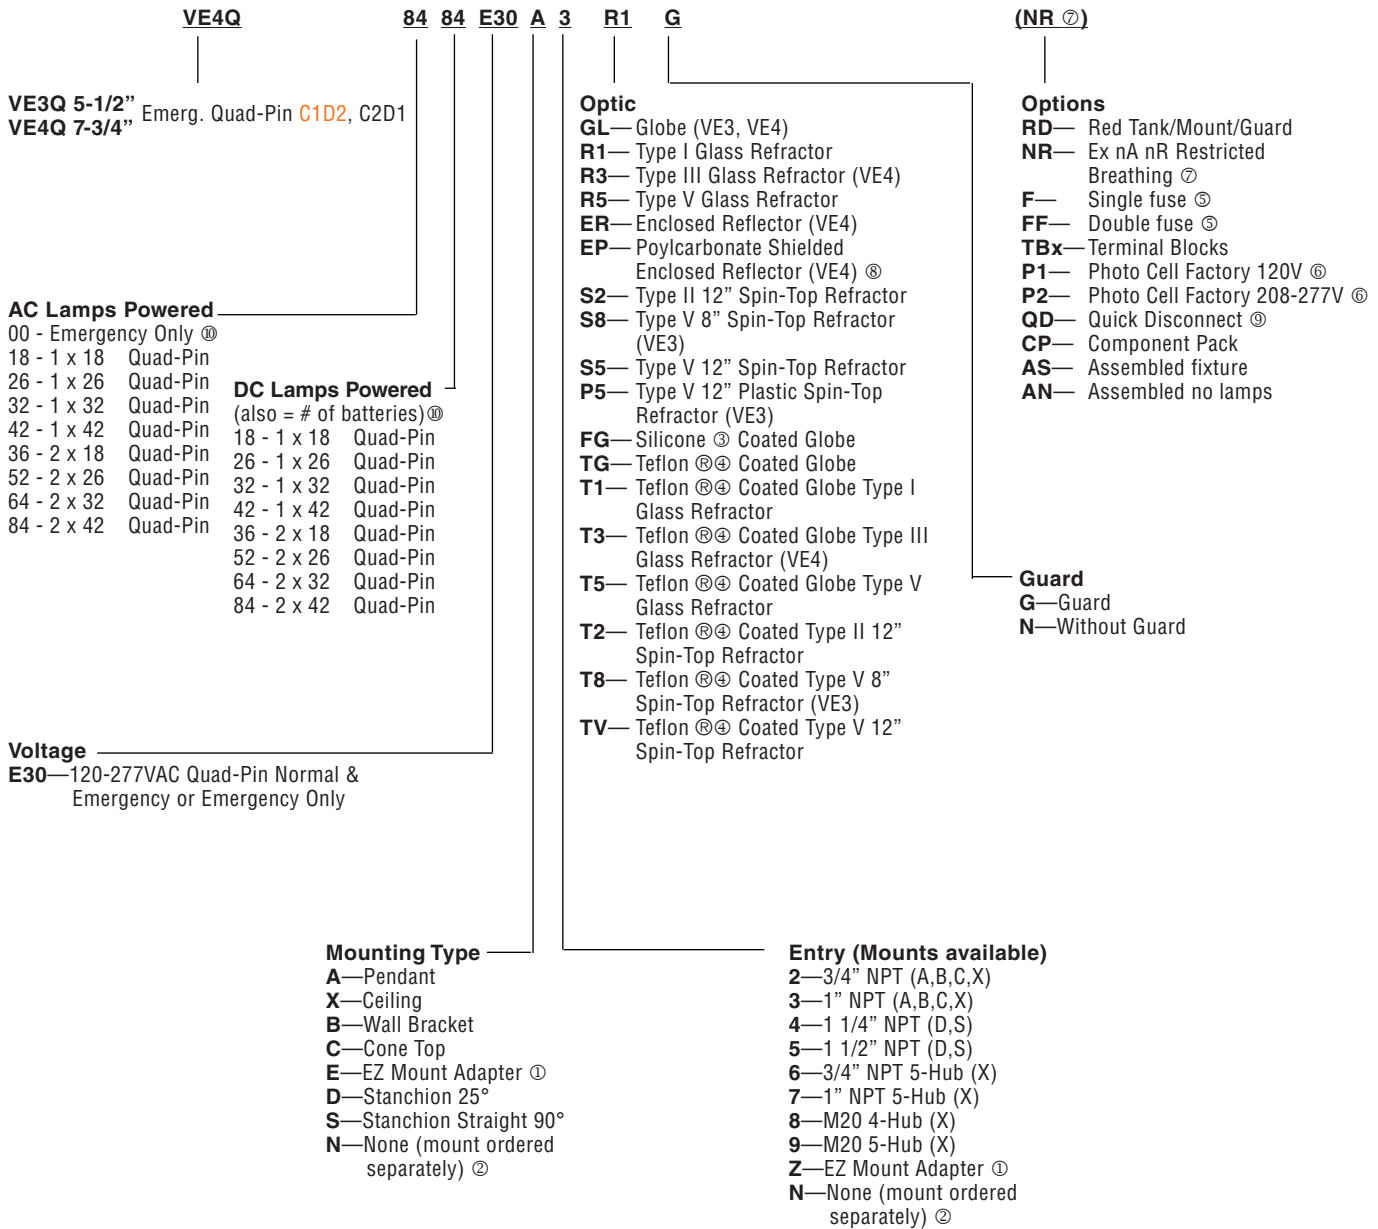 VE4Q 84 84 E30 A 3 R1 G (NR ⑦)
VE3Q 5-1/2”
VE4Q 7-3/4”
Emerg. Quad-Pin C1D2, C2D1
AC Lamps Powered
00 - Emergency Only ⑩
18 - 1 x 18 Quad-Pin
26 - 1 x 26 Quad-Pin
32 - 1 x 32 Quad-Pin
42 - 1 x 42 Quad-Pin
36 - 2 x 18 Quad-Pin
52 - 2 x 26 Quad-Pin
64 - 2 x 32 Quad-Pin
84 - 2 x 42 Quad-Pin
DC Lamps Powered
(also = # of batteries)⑩
18 - 1 x 18 Quad-Pin
26 - 1 x 26 Quad-Pin
32 - 1 x 32 Quad-Pin
42 - 1 x 42 Quad-Pin
36 - 2 x 18 Quad-Pin
52 - 2 x 26 Quad-Pin
64 - 2 x 32 Quad-Pin
84 - 2 x 42 Quad-Pin
Voltage
E30—120-277VAC Quad-Pin Normal &
Emergency or Emergency Only
Mounting Type
A—Pendant
X—Ceiling
B—Wall Bracket
C—Cone Top
E—EZ Mount Adapter ①
D—Stanchion 25°
S—Stanchion Straight 90°
N—None (mount ordered
separately) ②
Optic
GL—Globe (VE3, VE4)
R1—Type I Glass Refractor
R3—Type III Glass Refractor (VE4)
R5—Type V Glass Refractor
ER—Enclosed Reflector (VE4)
EP—Poylcarbonate Shielded
Enclosed Reflector (VE4) ⑧
S2—Type II 12” Spin-Top Refractor
S8—Type V 8” Spin-Top Refractor
(VE3)
S5—Type V 12” Spin-Top Refractor
P5—Type V 12” Plastic Spin-Top
Refractor (VE3)
FG—Silicone ③ Coated Globe
TG—Teflon ®④ Coated Globe
T1— Teflon ®④ Coated Globe Type I
Glass Refractor
T3— Teflon ®④ Coated Globe Type III
Glass Refractor (VE4)
T5— Teflon ®④ Coated Globe Type V
Glass Refractor
T2— Teflon ®④ Coated Type II 12”
Spin-Top Refractor
T8— Teflon ®④ Coated Type V 8”
Spin-Top Refractor (VE3)
TV— Teflon ®④ Coated Type V 12”
Spin-Top Refractor
Entry (Mounts available)
2—3/4” NPT (A,B,C,X)
3—1” NPT (A,B,C,X)
4—1 1/4” NPT (D,S)
5—1 1/2” NPT (D,S)
6—3/4” NPT 5-Hub (X)
7—1” NPT 5-Hub (X)
8—M20 4-Hub (X)
9—M20 5-Hub (X)
Z—EZ Mount Adapter ①
N—None (mount ordered
separately) ②
Options
RD— Red Tank/Mount/Guard
NR— Ex nA nR Restricted
Breathing ⑦
F— Single fuse ⑤
FF— Double fuse ⑤
TBx—Terminal Blocks
P1— Photo Cell Factory 120V ⑥
P2— Photo Cell Factory 208-277V ⑥
QD— Quick Disconnect ⑨
CP— Component Pack
AS— Assembled fixture
AN— Assembled no lamps
Guard
G—Guard
N—Without Guard